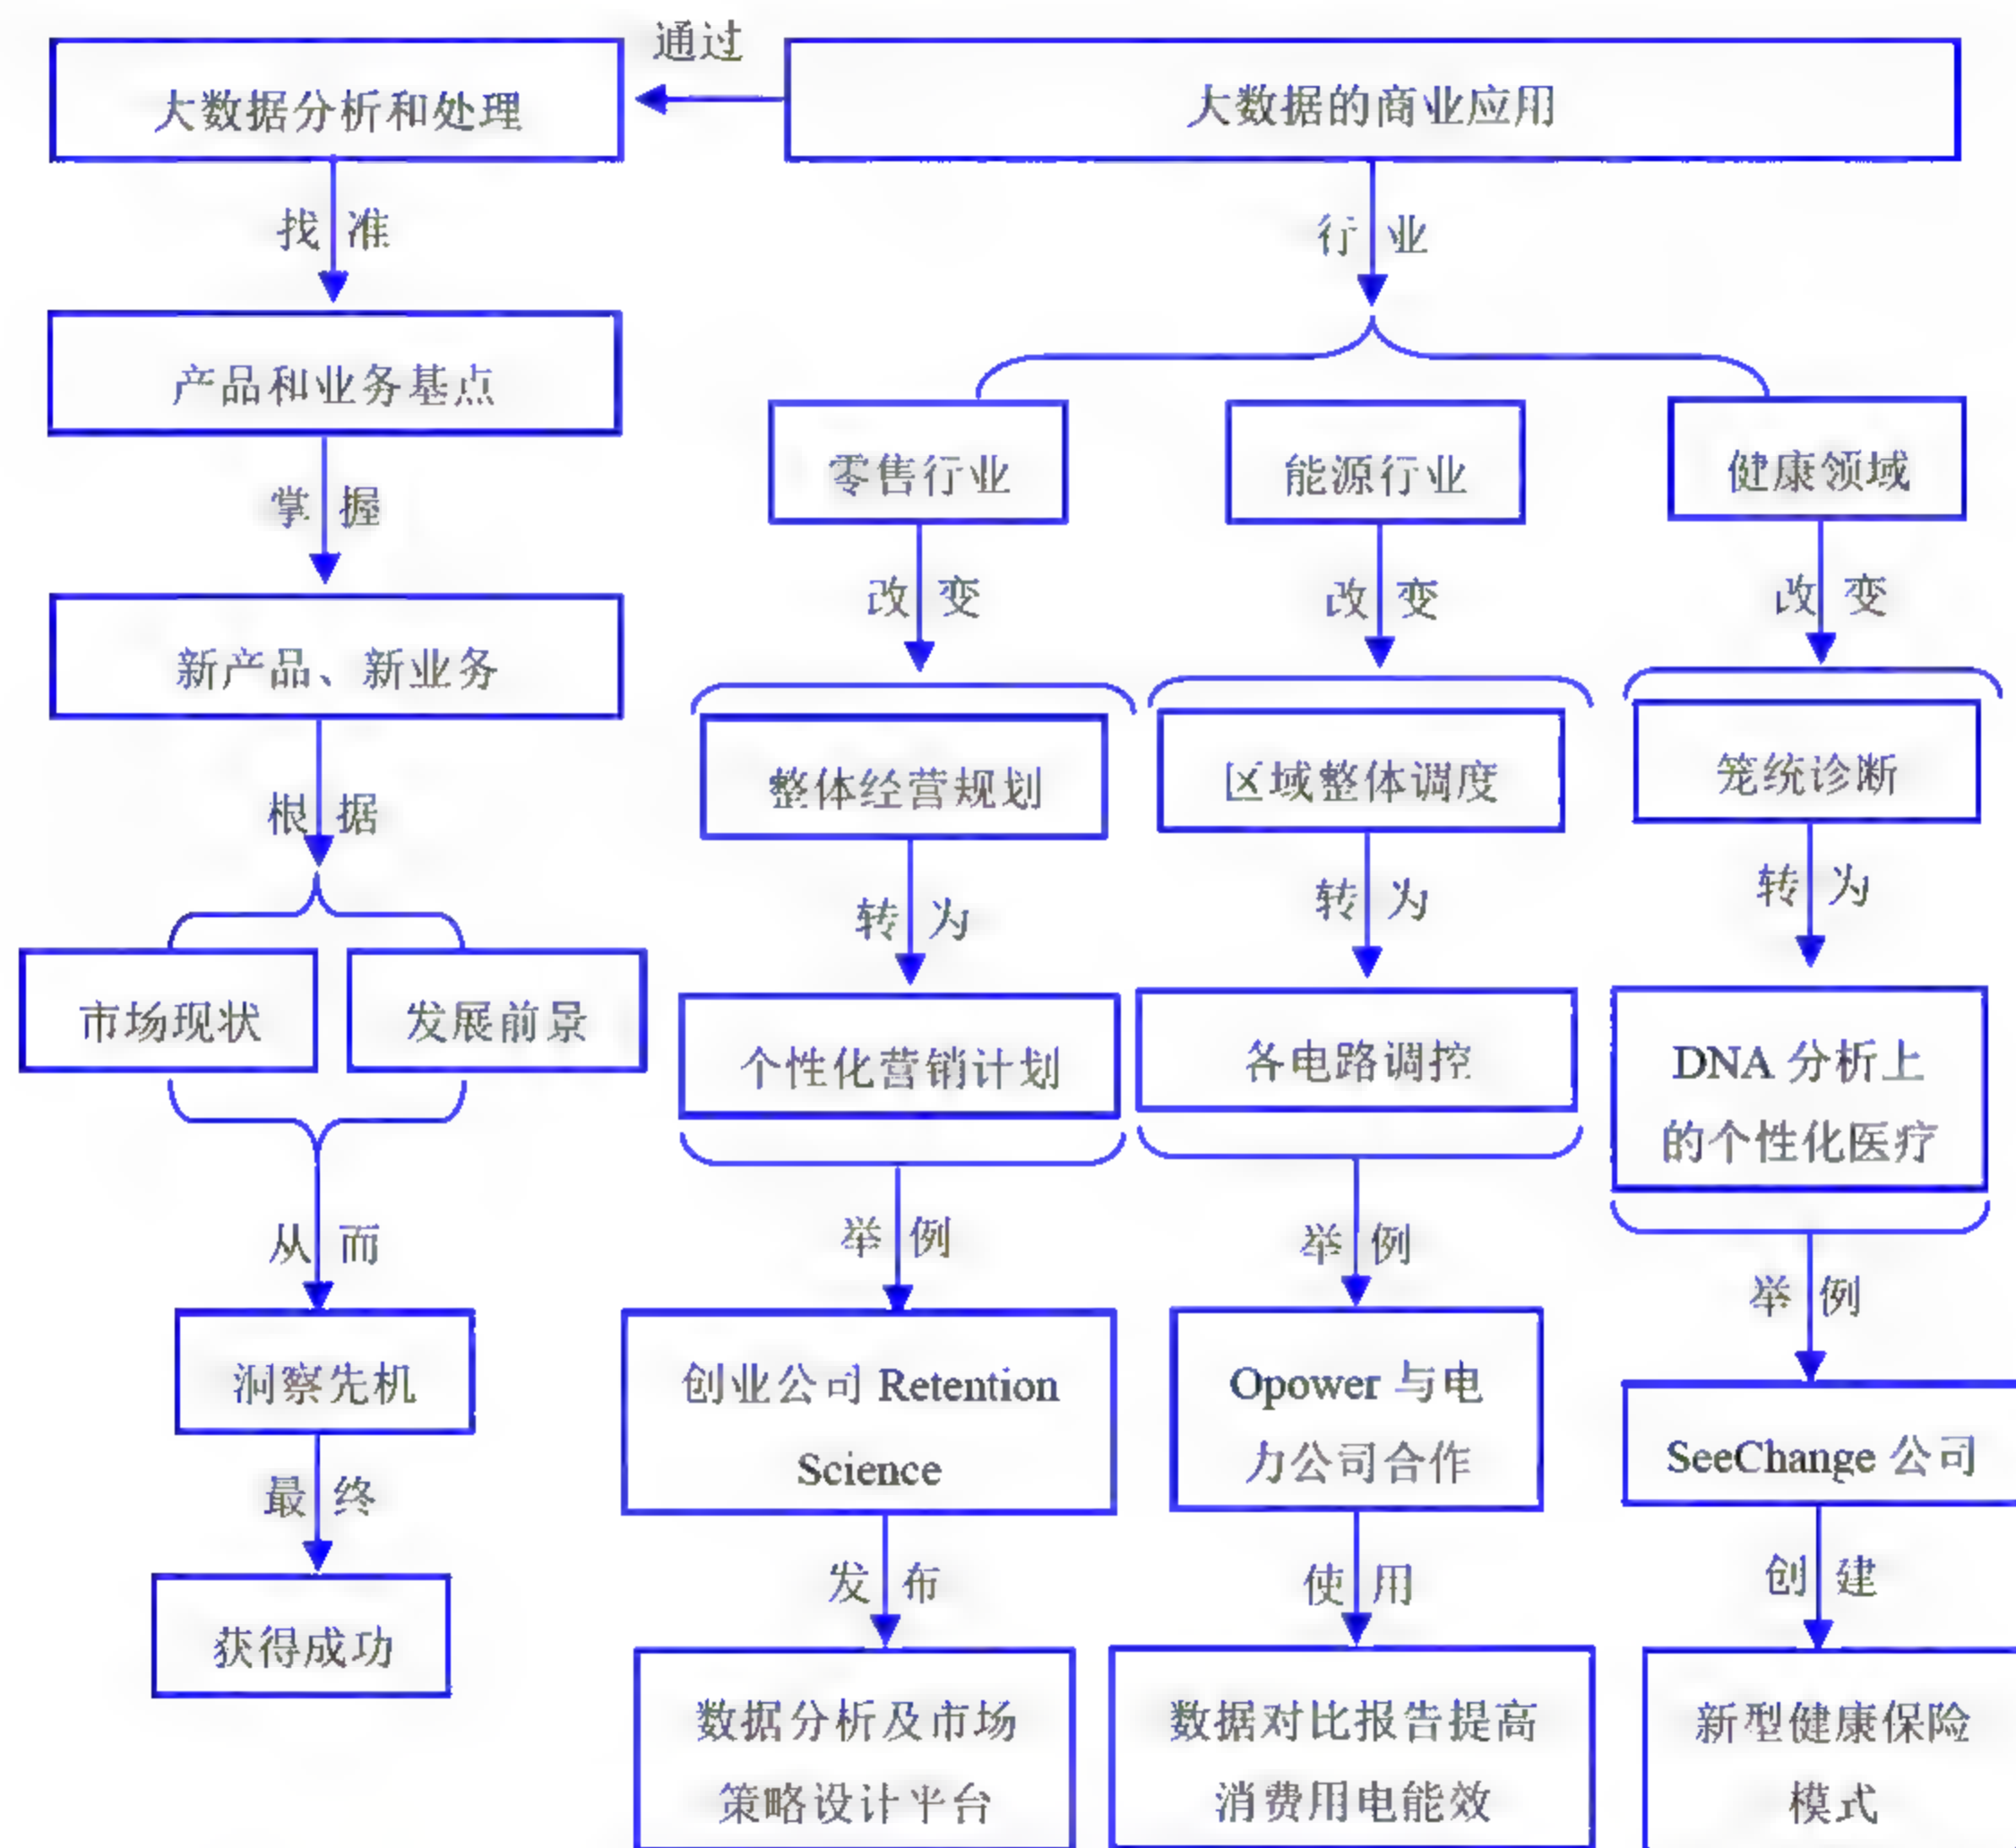 通过
大数据分析和处理
大数据的商业应用
找准
行业
产品和业务基点
零售行业
能源行业
健康领域
掌握
改变
改变
改变
新产品、新业务
整体经营规划
区域整体调度
笼统诊断
根据
转为
转为
转为
市场现状
发展前景
个性化营销计划
各电路调控
DNA 分析上
的个性化医疗
从而
举例
举例
举例
洞察先机
创业公司 Retention
Science
Opower 与电
力公司合作
SeeChange 公司
最终
发布
使用
创建
获得成功
数据分析及市场
策略设计平台
数据对比报告提高
消费用电能效
新型健康保险
模式